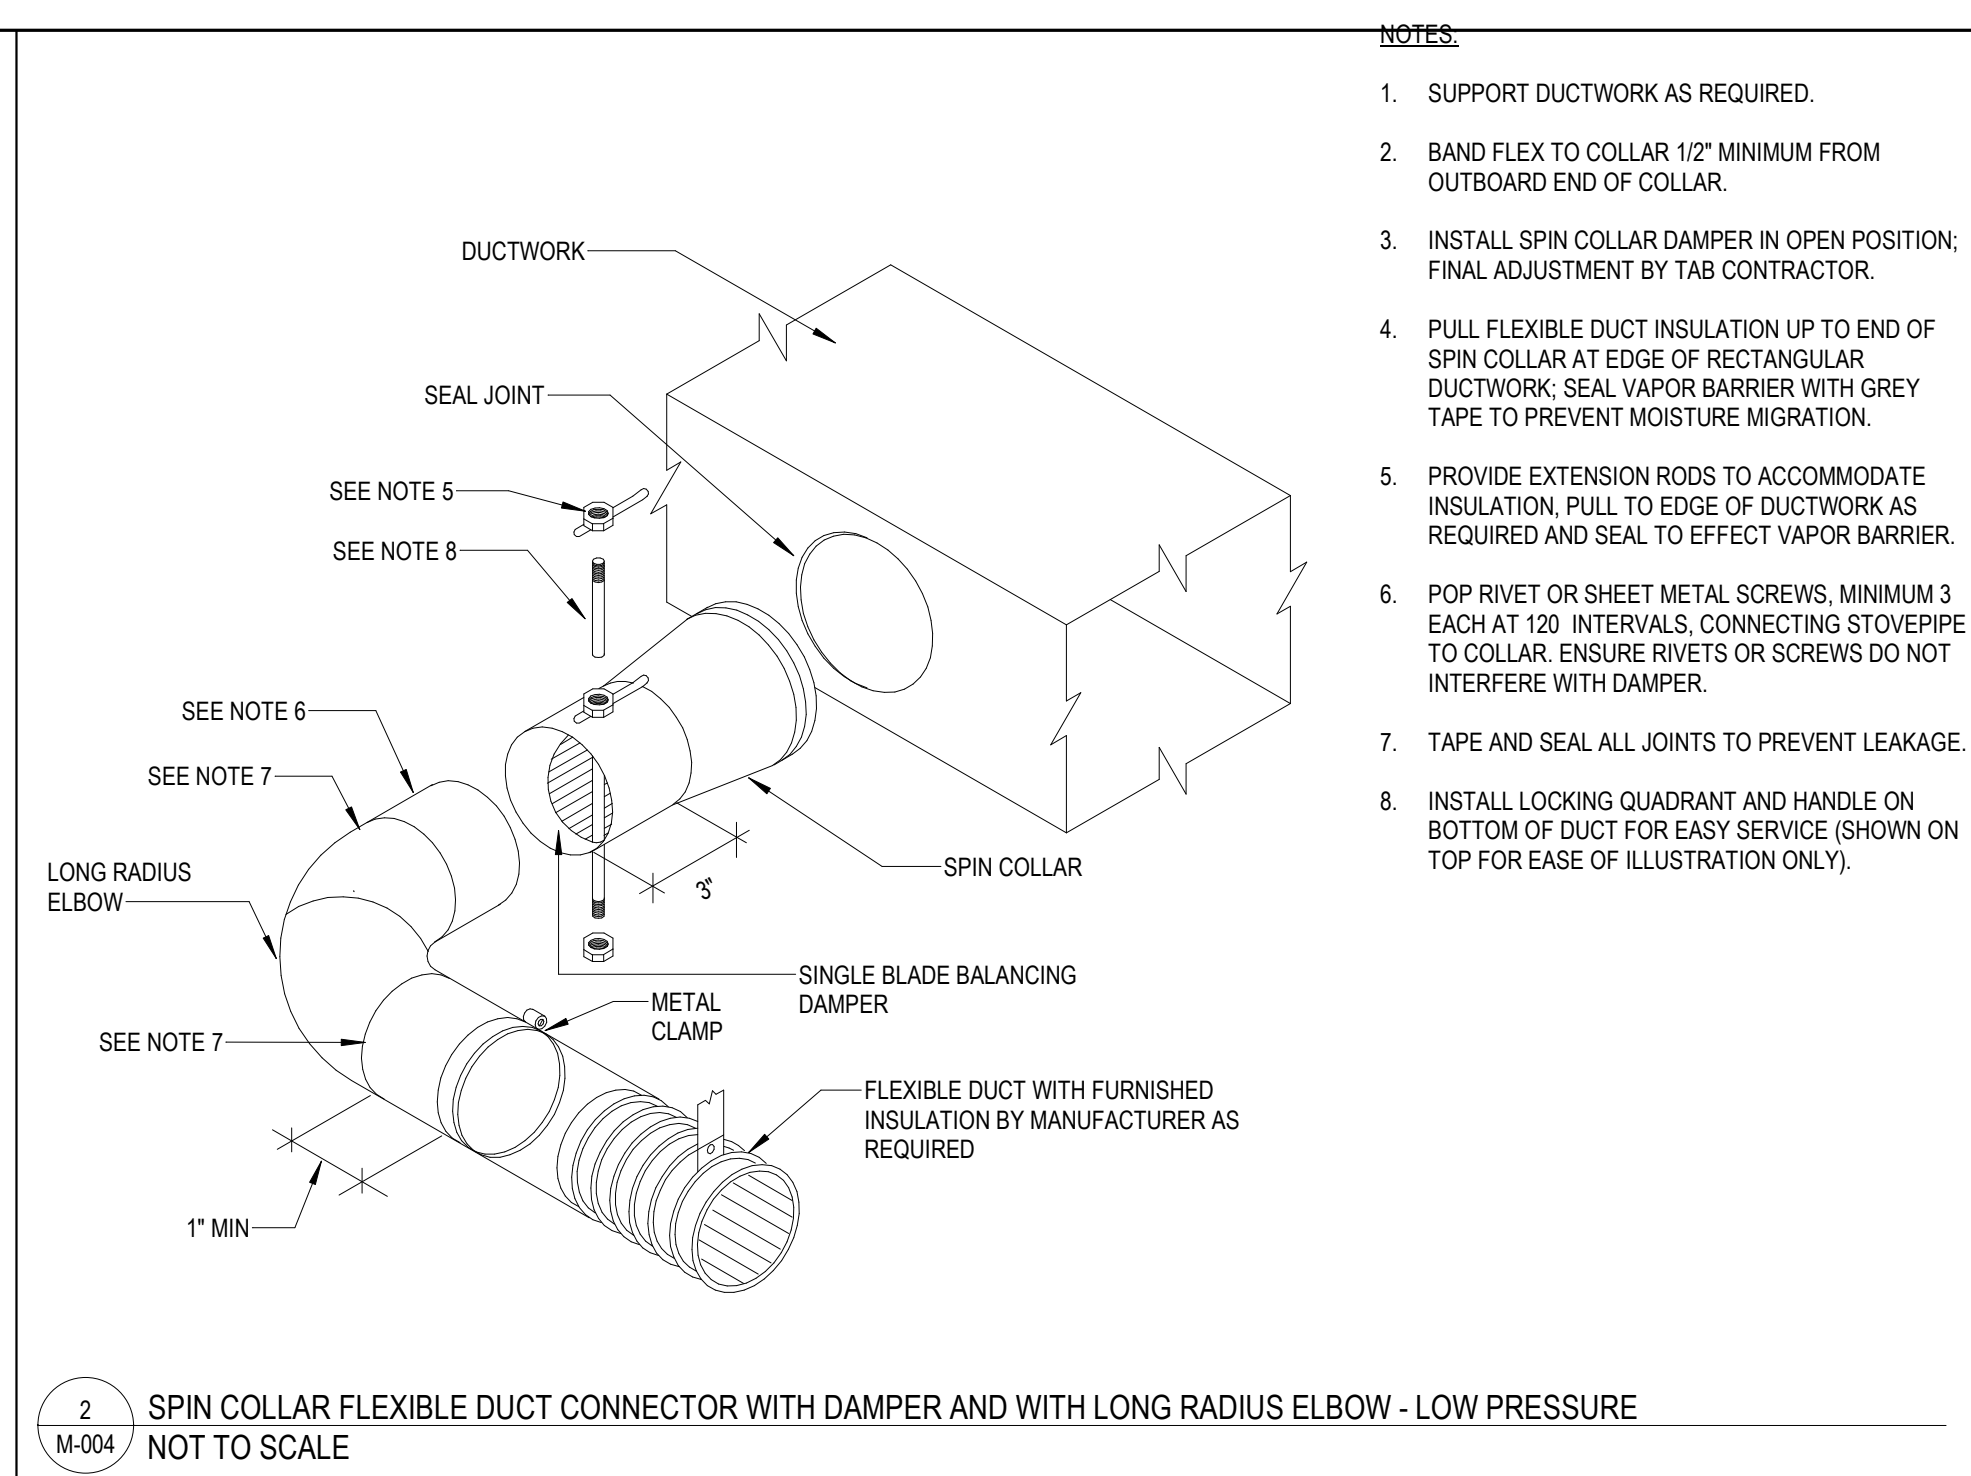 NOTES:
1. SUPPORT DUCTWORK AS REQUIRED.
2. BAND FLEX TO COLLAR 1/2" MINIMUM FROM
OUTBOARD END OF COLLAR.
3. INSTALL SPIN COLLAR DAMPER IN OPEN POSITION;
FINAL ADJUSTMENT BY TAB CONTRACTOR.
4. PULL FLEXIBLE DUCT INSULATION UP TO END OF
SPIN COLLAR AT EDGE OF RECTANGULAR
DUCTWORK; SEAL VAPOR BARRIER WITH GREY
TAPE TO PREVENT MOISTURE MIGRATION.
5. PROVIDE EXTENSION RODS TO ACCOMMODATE
INSULATION, PULL TO EDGE OF DUCTWORK AS
REQUIRED AND SEAL TO EFFECT VAPOR BARRIER.
6. POP RIVET OR SHEET METAL SCREWS, MINIMUM 3
EACH AT 120 INTERVALS, CONNECTING STOVEPIPE
TO COLLAR. ENSURE RIVETS OR SCREWS DO NOT
INTERFERE WITH DAMPER.
7. TAPE AND SEAL ALL JOINTS TO PREVENT LEAKAGE.
8. INSTALL LOCKING QUADRANT AND HANDLE ON
BOTTOM OF DUCT FOR EASY SERVICE (SHOWN ON
TOP FOR EASE OF ILLUSTRATION ONLY).
DUCTWORK
SEAL JOINT
SEE NOTE 5
SEE NOTE 8
SEE NOTE 6
SEE NOTE 7
LONG RADIUS
ELBOW
SPIN COLLAR
3"
SINGLE BLADE BALANCING
DAMPER
METAL
CLAMP
SEE NOTE 7
FLEXIBLE DUCT WITH FURNISHED
INSULATION BY MANUFACTURER AS
REQUIRED
1" MIN
2
M-004
SPIN COLLAR FLEXIBLE DUCT CONNECTOR WITH DAMPER AND WITH LONG RADIUS ELBOW - LOW PRESSURE
NOT TO SCALE